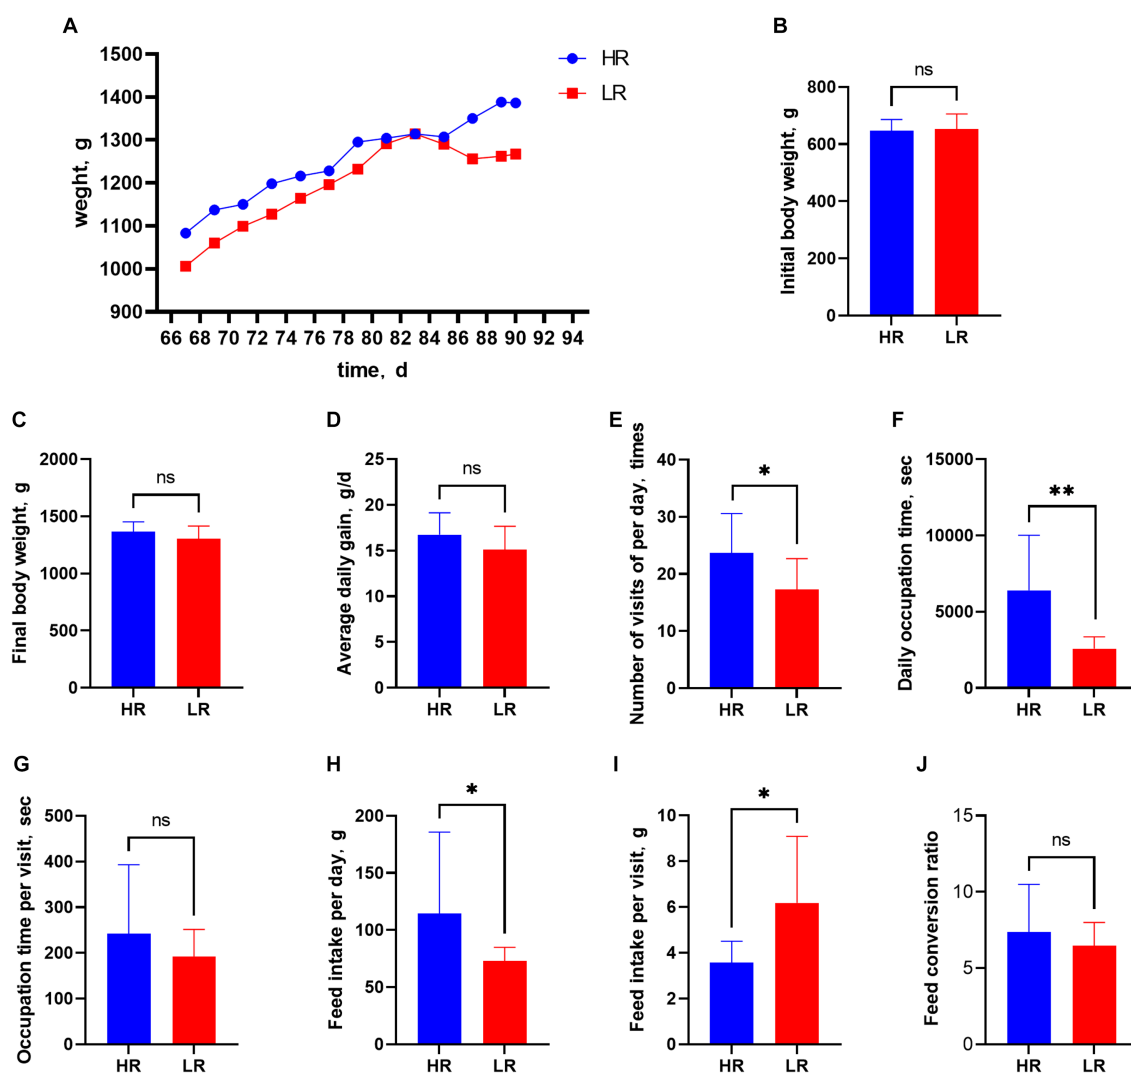 A
1500
1400
1300
1200
1100
1000
900
weght, g
66 68 70 72 74 76 78 80 82 84 86 88 90 92 94
time, d
HR
LR
B
ns
800
600
400
200
0
Initial body weight, g
HR LR
C
ns
2000
1500
1000
500
0
Final body weight, g
HR LR
D
ns
25
20
15
10
5
0
Average daily gain, g/d
HR LR
E
*
40
30
20
10
0
Number of visits of per day, times
HR LR
F
**
15000
10000
5000
0
Daily occupation time, sec
HR LR
G
ns
500
400
300
200
100
0
Occupation time per visit, sec
HR LR
H
*
200
150
100
50
0
Feed intake per day, g
HR LR
I
*
10
8
6
4
2
0
Feed intake per visit, g
HR LR
J
ns
15
10
5
0
Feed conversion ratio
HR LR